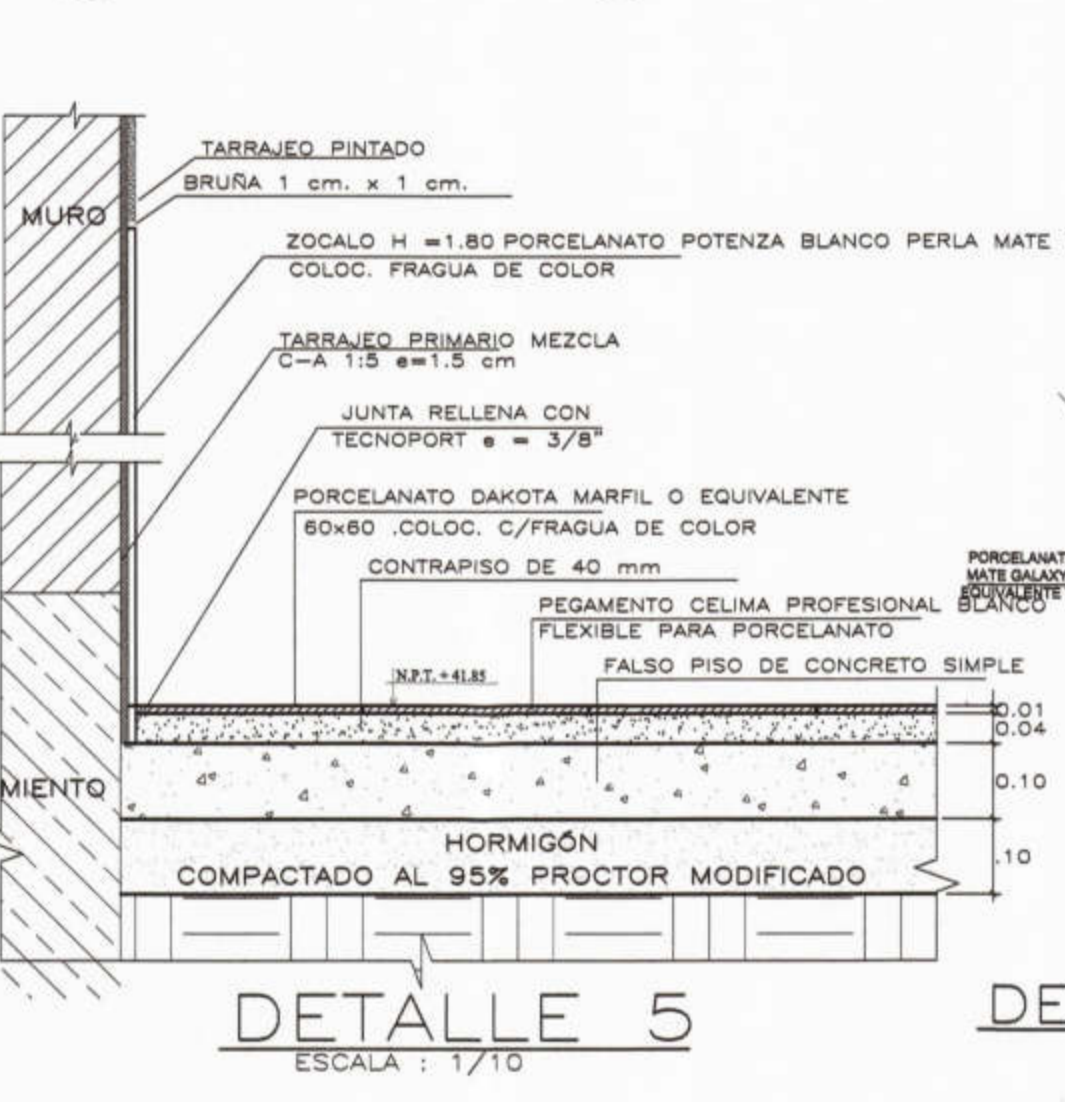 TARRAJEO PINTADO
BRUÑA 1 cm. x 1 cm.
MURO
ZOCALO H =1.80 PORCELANATO POTENZA BLANCO PERLA MATE
COLOC. FRAGUA DE COLOR
TARRAJEO PRIMARIO MEZCLA
C-A 1:5 e=1.5 cm
JUNTA RELLENA CON
TECNOPORT e = 3/8"
PORCELANATO DAKOTA MARFIL O EQUIVALENTE
60x60 .COLOC. C/FRAGUA DE COLOR
CONTRAPISO DE 40 mm
PORCELANAT
MATE GALAXY
EQUIVALENTE
PEGAMENTO CELIMA PROFESIONAL BLANCO
FLEXIBLE PARA PORCELANATO
FALSO PISO DE CONCRETO SIMPLE
N.P.T. + 41.85
0.01
0.04
MIENTO
0.10
HORMIGÓN
.10
COMPACTADO AL 95% PROCTOR MODIFICADO
DETALLE 5
DE
ESCALA : 1/10